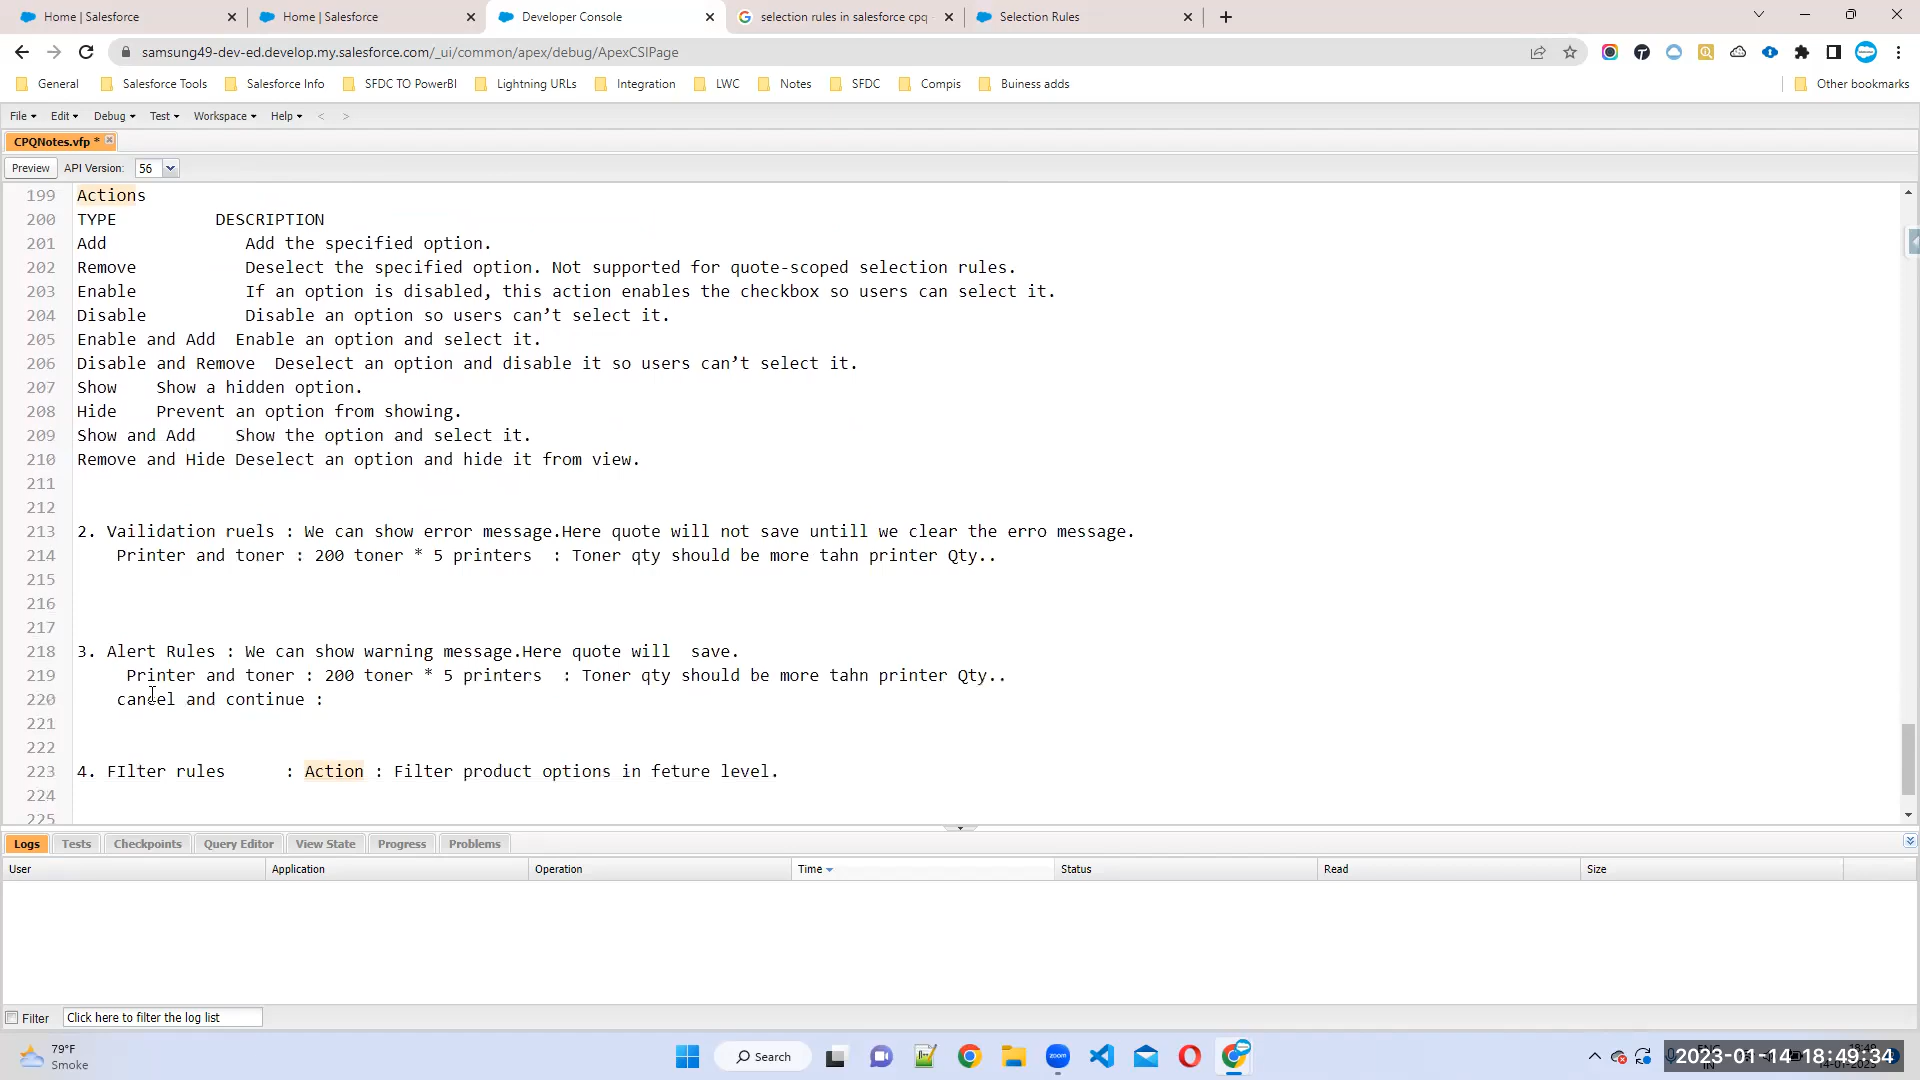 Home | Salesforce
Home | Salesforce
Developer Console
selection rules in salesforce cpq
Selection Rules
samsung49-dev-ed.develop.my.salesforce.com/_ui/common/apex/debug/ApexCSIPage
General
Salesforce Tools
Salesforce Info
SFDC TO PowerBI
Lightning URLs
Integration
LWC
Notes
SFDC
Compis
Buiness adds
Other bookmarks
File Edit Debug Test Workspace Help < >
CPQNotes.vfp *
Preview API Version: 56
199 Actions
200 TYPE DESCRIPTION
201 Add Add the specified option.
202 Remove Deselect the specified option. Not supported for quote-scoped selection rules.
203 Enable If an option is disabled, this action enables the checkbox so users can select it.
204 Disable Disable an option so users can’t select it.
205 Enable and Add Enable an option and select it.
206 Disable and Remove Deselect an option and disable it so users can’t select it.
207 Show Show a hidden option.
208 Hide Prevent an option from showing.
209 Show and Add Show the option and select it.
210 Remove and Hide Deselect an option and hide it from view.
211
212
213 2. Vailidation ruels : We can show error message.Here quote will not save untill we clear the erro message.
214 Printer and toner : 200 toner * 5 printers : Toner qty should be more tahn printer Qty..
215
216
217
218 3. Alert Rules : We can show warning message.Here quote will save.
219 Printer and toner : 200 toner * 5 printers : Toner qty should be more tahn printer Qty..
220 cancel and continue :
221
222
223 4. FIlter rules : Action : Filter product options in feture level.
224
225
Logs Tests Checkpoints Query Editor View State Progress Problems
User Application Operation Time Status Read Size
Filter Click here to filter the log list
79°F
Smoke
Search
2023-01-14-18:49:34